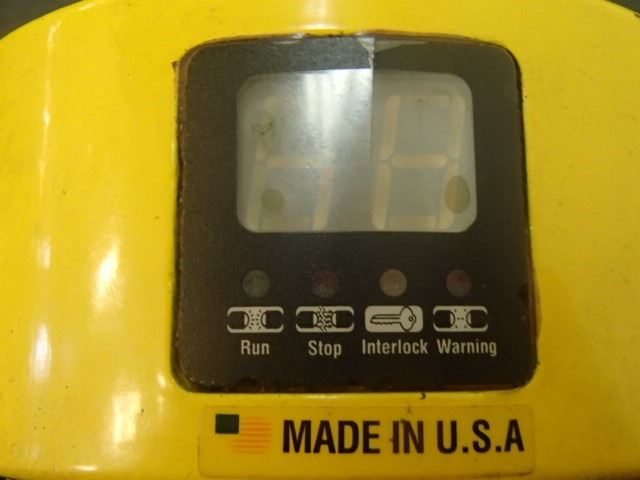 Run Stop Interlock Warning
MADE IN U.S.A